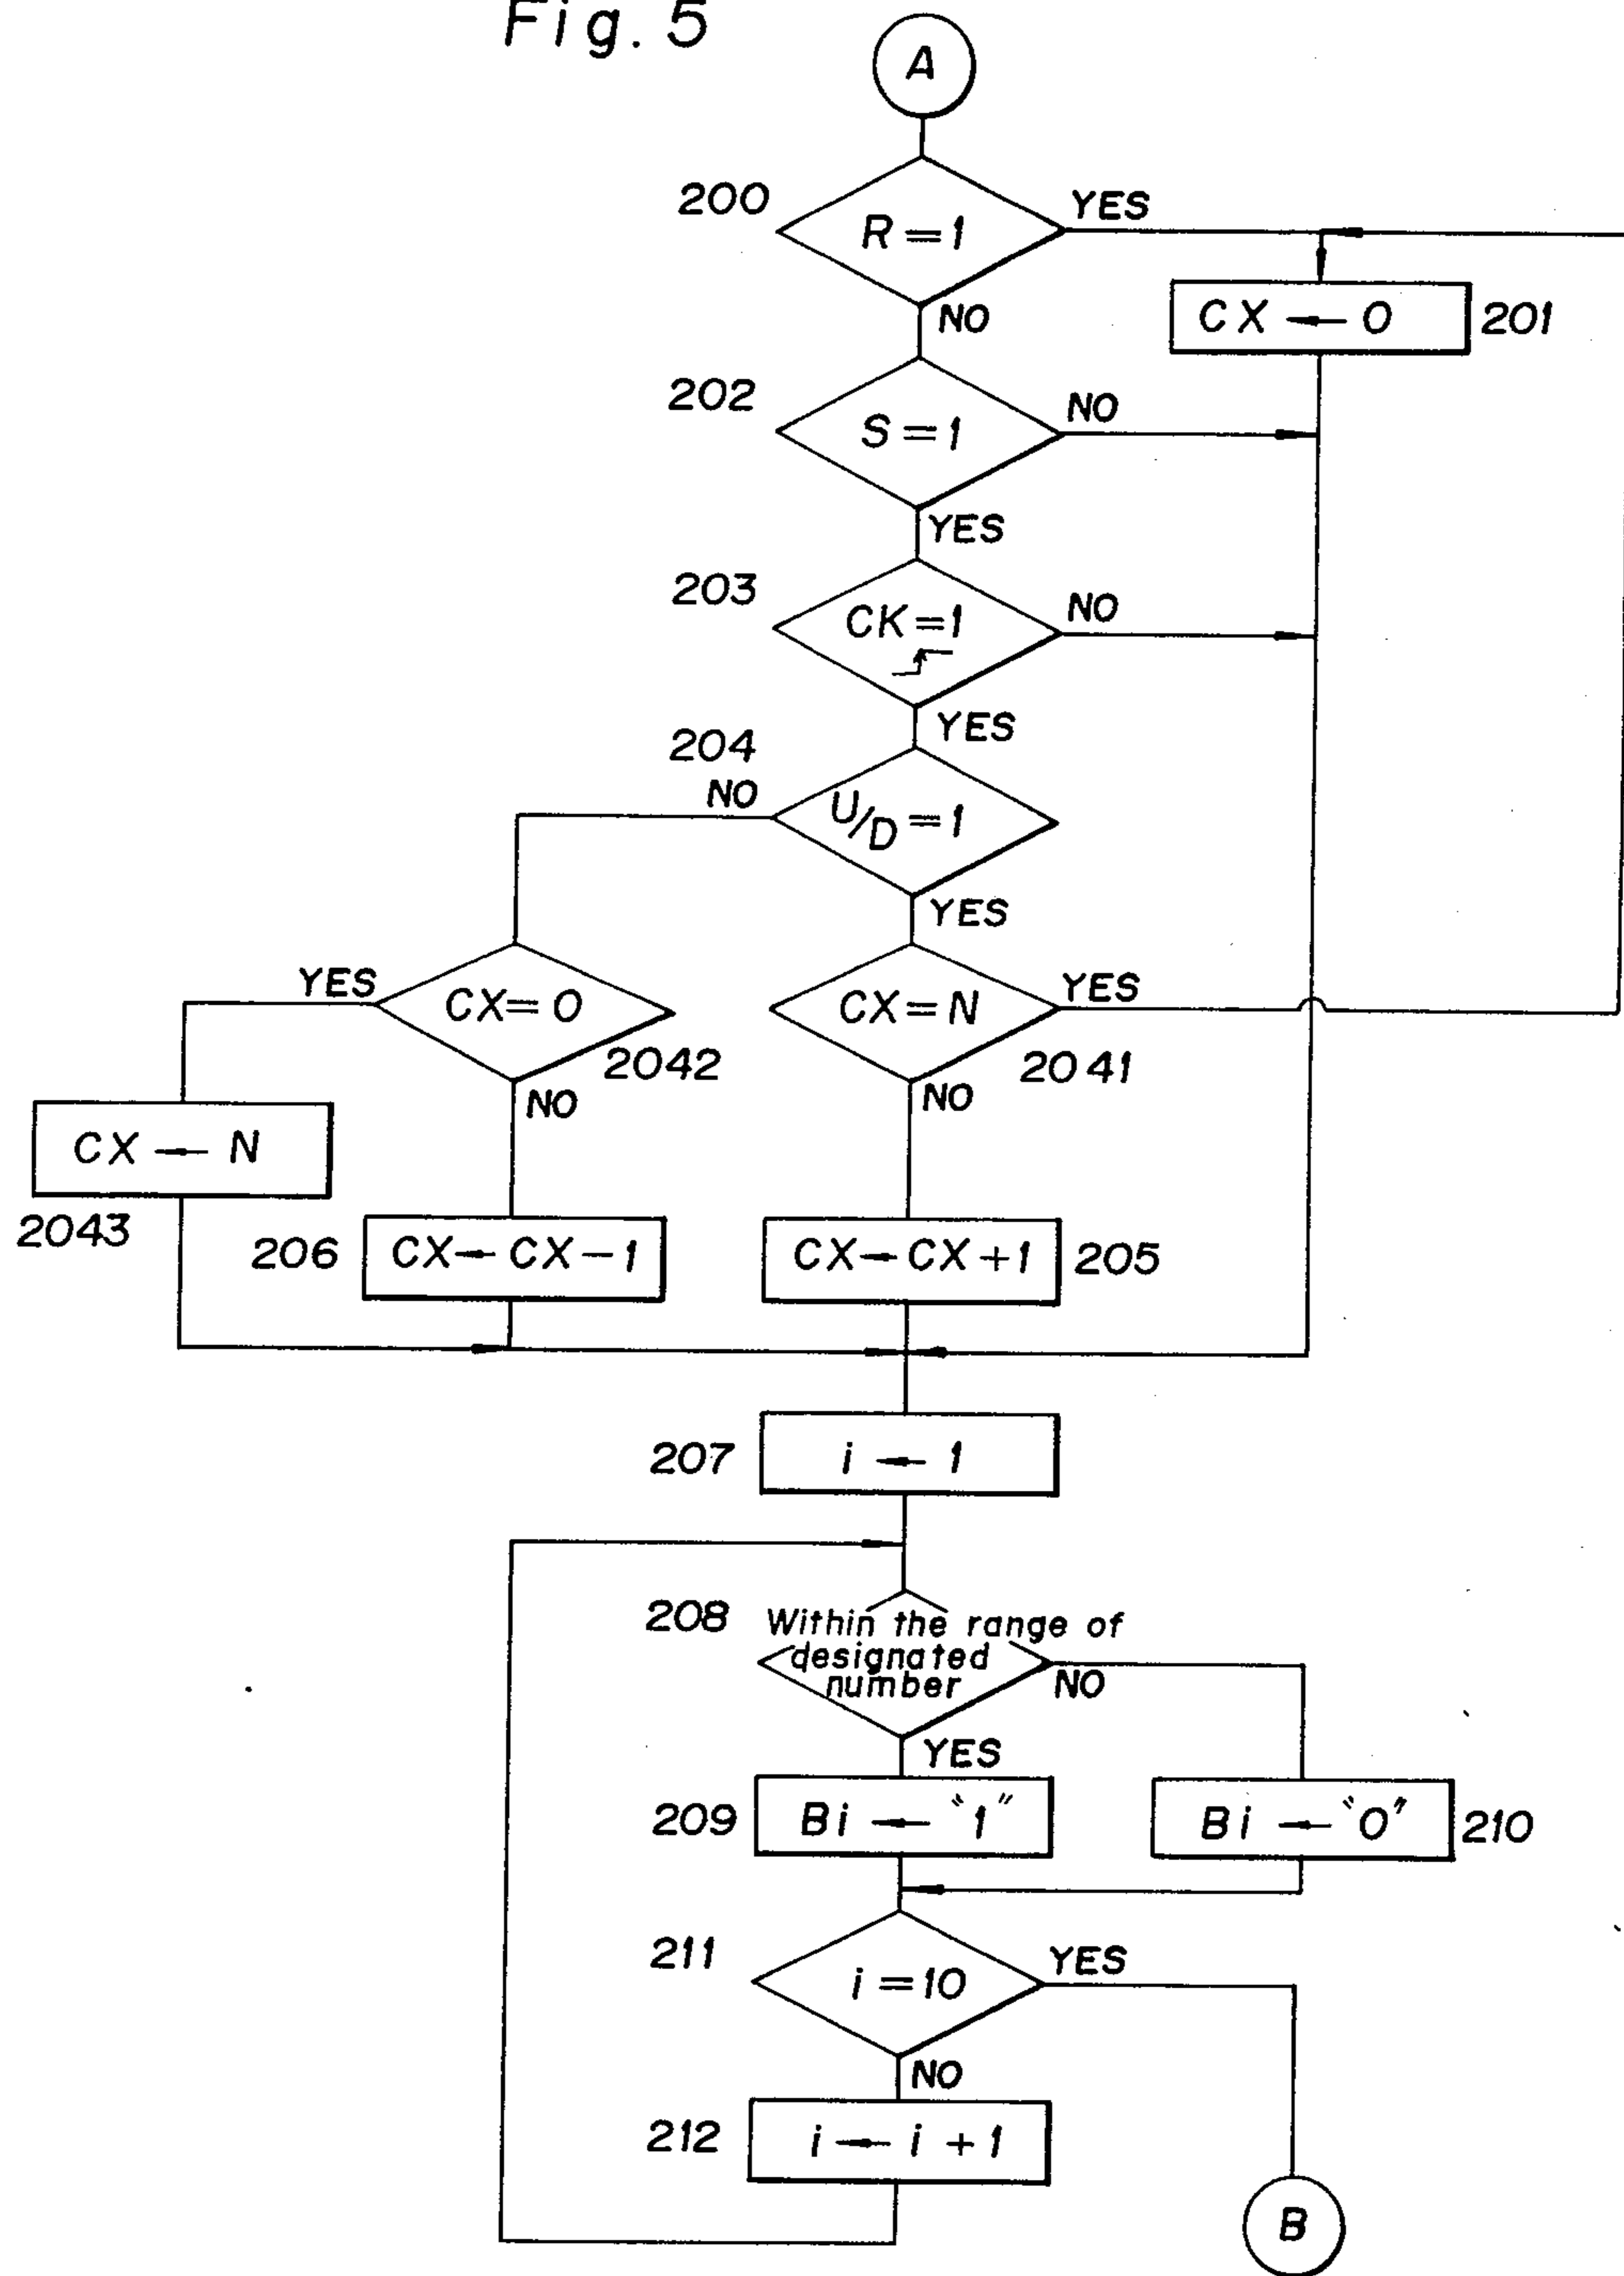 Fig. 5
A
200
R = 1
YES
NO
CX ← 0
201
202
S = 1
NO
YES
203
CK = 1
NO
YES
204
NO
U/D = 1
YES
YES
CX = 0
2042
NO
CX = N
YES
2041
NO
CX ← N
2043
206
CX ← CX − 1
CX ← CX + 1
205
207
i ← 1
208
Within the range of
designated
number
NO
YES
209
Bi ← "1"
Bi ← "0"
210
211
i = 10
YES
NO
212
i ← i + 1
B